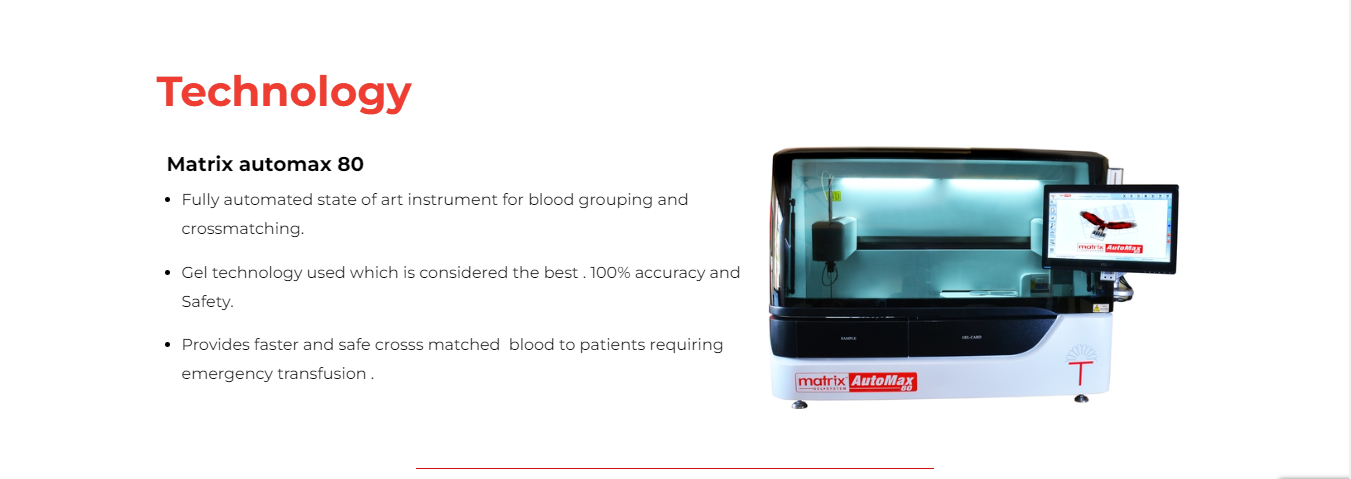 Technology
Matrix automax 80
Fully automated state of art instrument for blood grouping and
crossmatching.
Gel technology used which is considered the best . 100% accuracy and
Safety.
Provides faster and safe crosss matched  blood to patients requiring
emergency transfusion .
matrix AutoMax
SAMPLE
GEL-CARD
matrix AutoMax
GEL SYSTEM
80